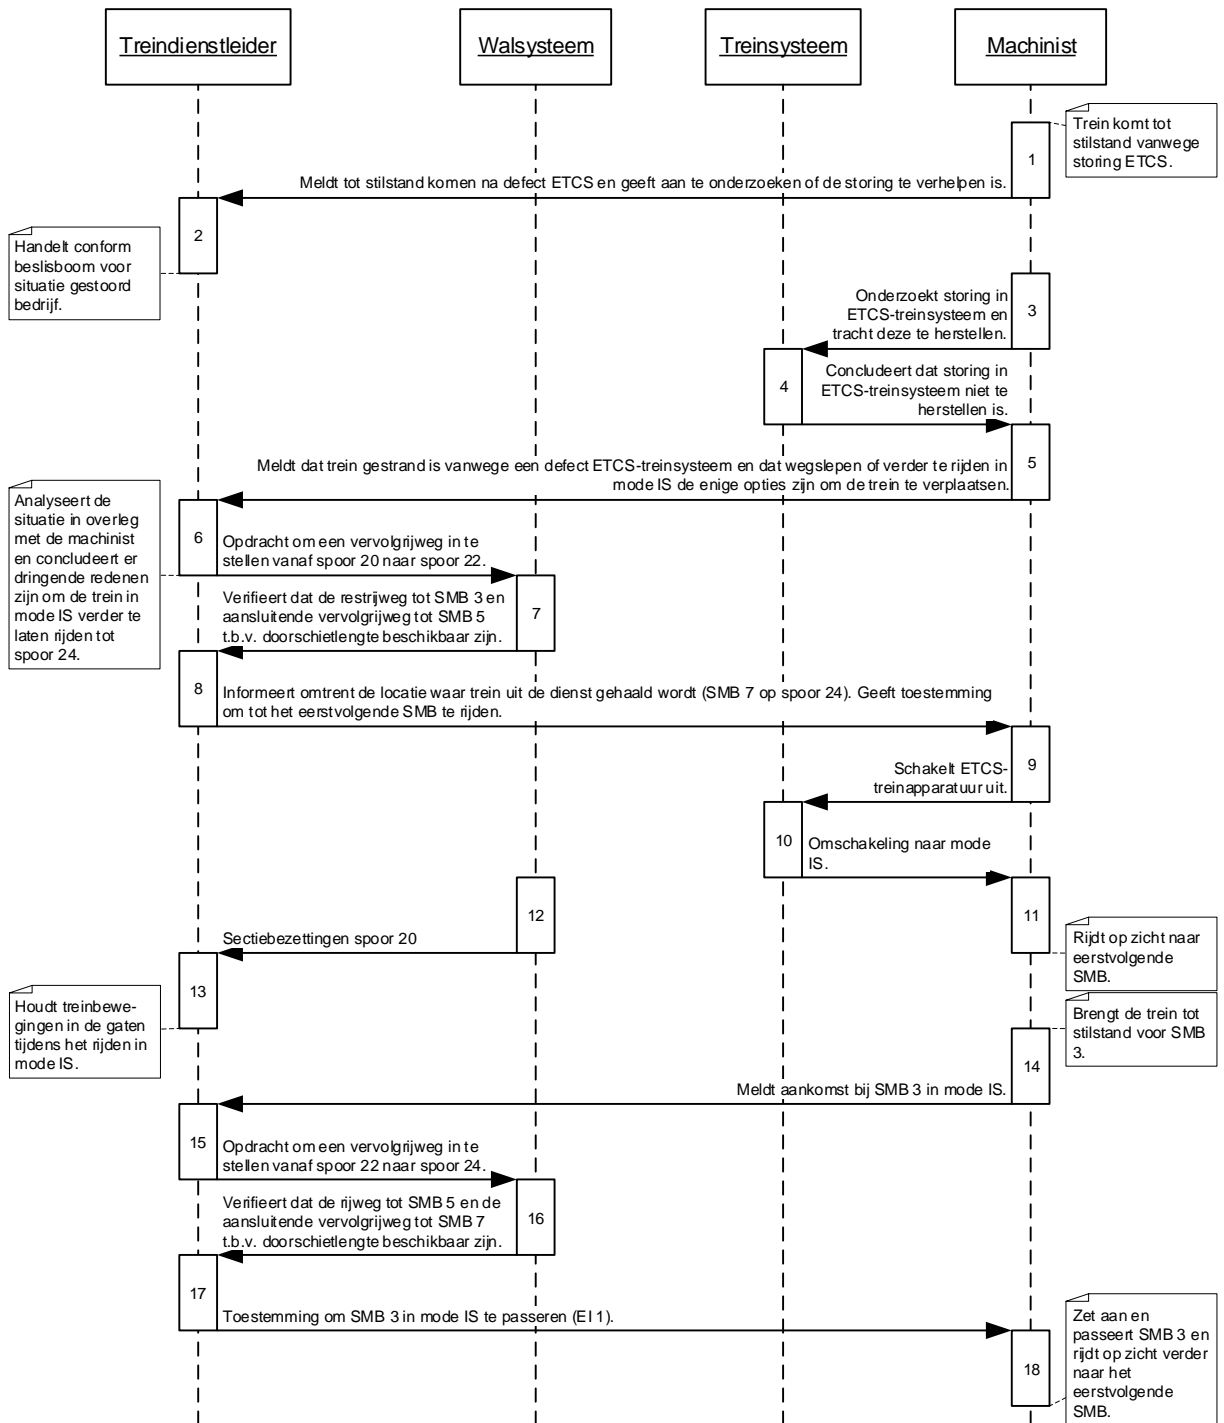 Treindienstleider
Walsysteem
Treinsysteem
Machinist
Trein komt tot
stilstand vanwege
storing ETCS.
1
Meldt tot stilstand komen na defect ETCS en geeft aan te onderzoeken of de storing te verhelpen is.
2
Handelt conform
beslisboom voor
situatie gestoord
bedrijf.
3
Onderzoekt storing in
ETCS-treinsysteem en
tracht deze te herstellen.
4
Concludeert dat storing in
ETCS-treinsysteem niet te
herstellen is.
5
Meldt dat trein gestrand is vanwege een defect ETCS-treinsysteem en dat wegslepen of verder te rijden in
mode IS de enige opties zijn om de trein te verplaatsen.
Analyseert de
situatie in overleg
met de machinist
en concludeert er
dringende redenen
zijn om de trein in
mode IS verder te
laten rijden tot
spoor 24.
6
Opdracht om een vervolgrijweg in te
stellen vanaf spoor 20 naar spoor 22.
7
Verifieert dat de restrijweg tot SMB 3 en
aansluitende vervolgrijweg tot SMB 5
t.b.v. doorschietlengte beschikbaar zijn.
8
Informeert omtrent de locatie waar trein uit de dienst gehaald wordt (SMB 7 op spoor 24). Geeft toestemming
om tot het eerstvolgende SMB te rijden.
9
Schakelt ETCS-
treinapparatuur uit.
10
Omschakeling naar mode
IS.
11
12
Sectiebezettingen spoor 20
Rijdt op zicht naar
eerstvolgende
SMB.
13
Houdt treinbewe-
gingen in de gaten
tijdens het rijden in
mode IS.
Brengt de trein tot
stilstand voor SMB
3.
14
Meldt aankomst bij SMB 3 in mode IS.
15
Opdracht om een vervolgrijweg in te
stellen vanaf spoor 22 naar spoor 24.
16
Verifieert dat de rijweg tot SMB 5 en de
aansluitende vervolgrijweg tot SMB 7
t.b.v. doorschietlengte beschikbaar zijn.
17
Toestemming om SMB 3 in mode IS te passeren (EI 1).
18
Zet aan en
passeert SMB 3 en
rijdt op zicht verder
naar het
eerstvolgende
SMB.